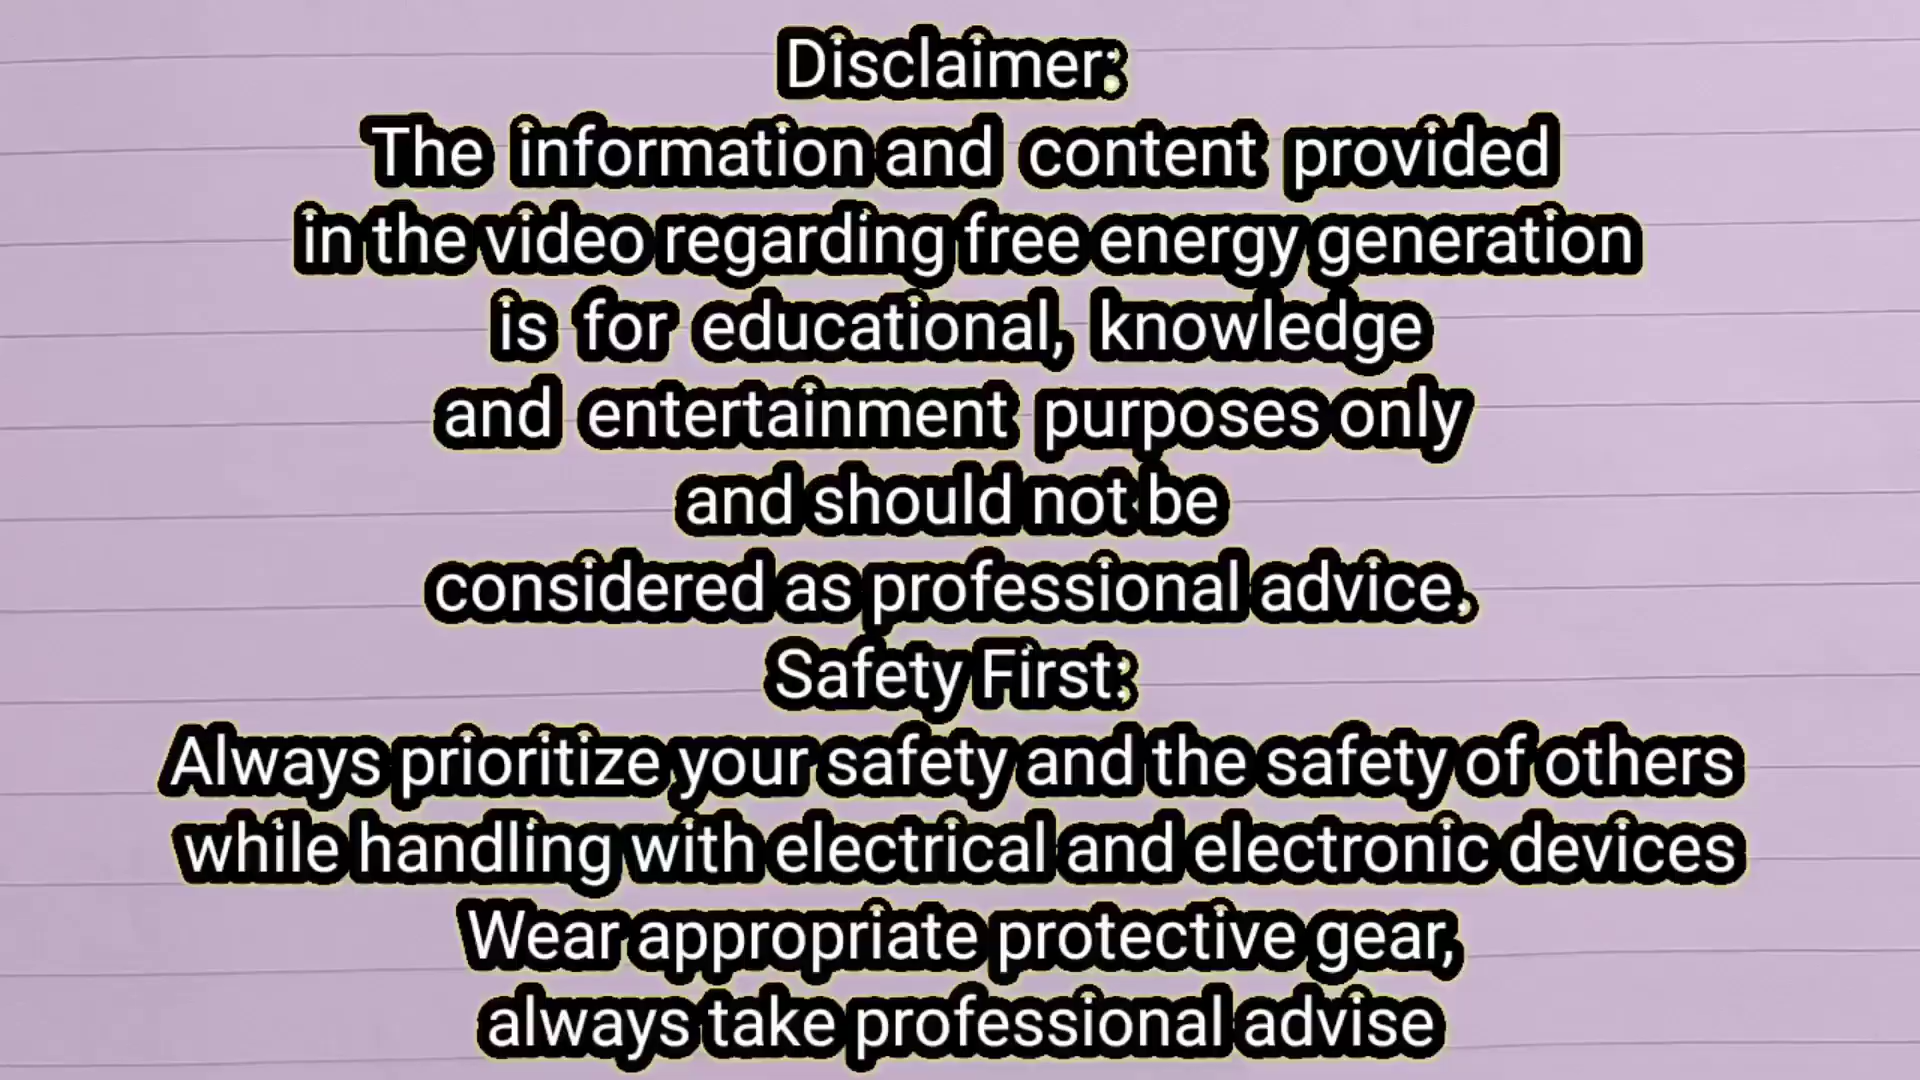 Disclaimer:
The information and content provided
in the video regarding free energy generation
is for educational, knowledge
and entertainment purposes only
and should not be
considered as professional advice.
Safety First:
Always prioritize your safety and the safety of others
while handling with electrical and electronic devices
Wear appropriate protective gear,
always take professional advise